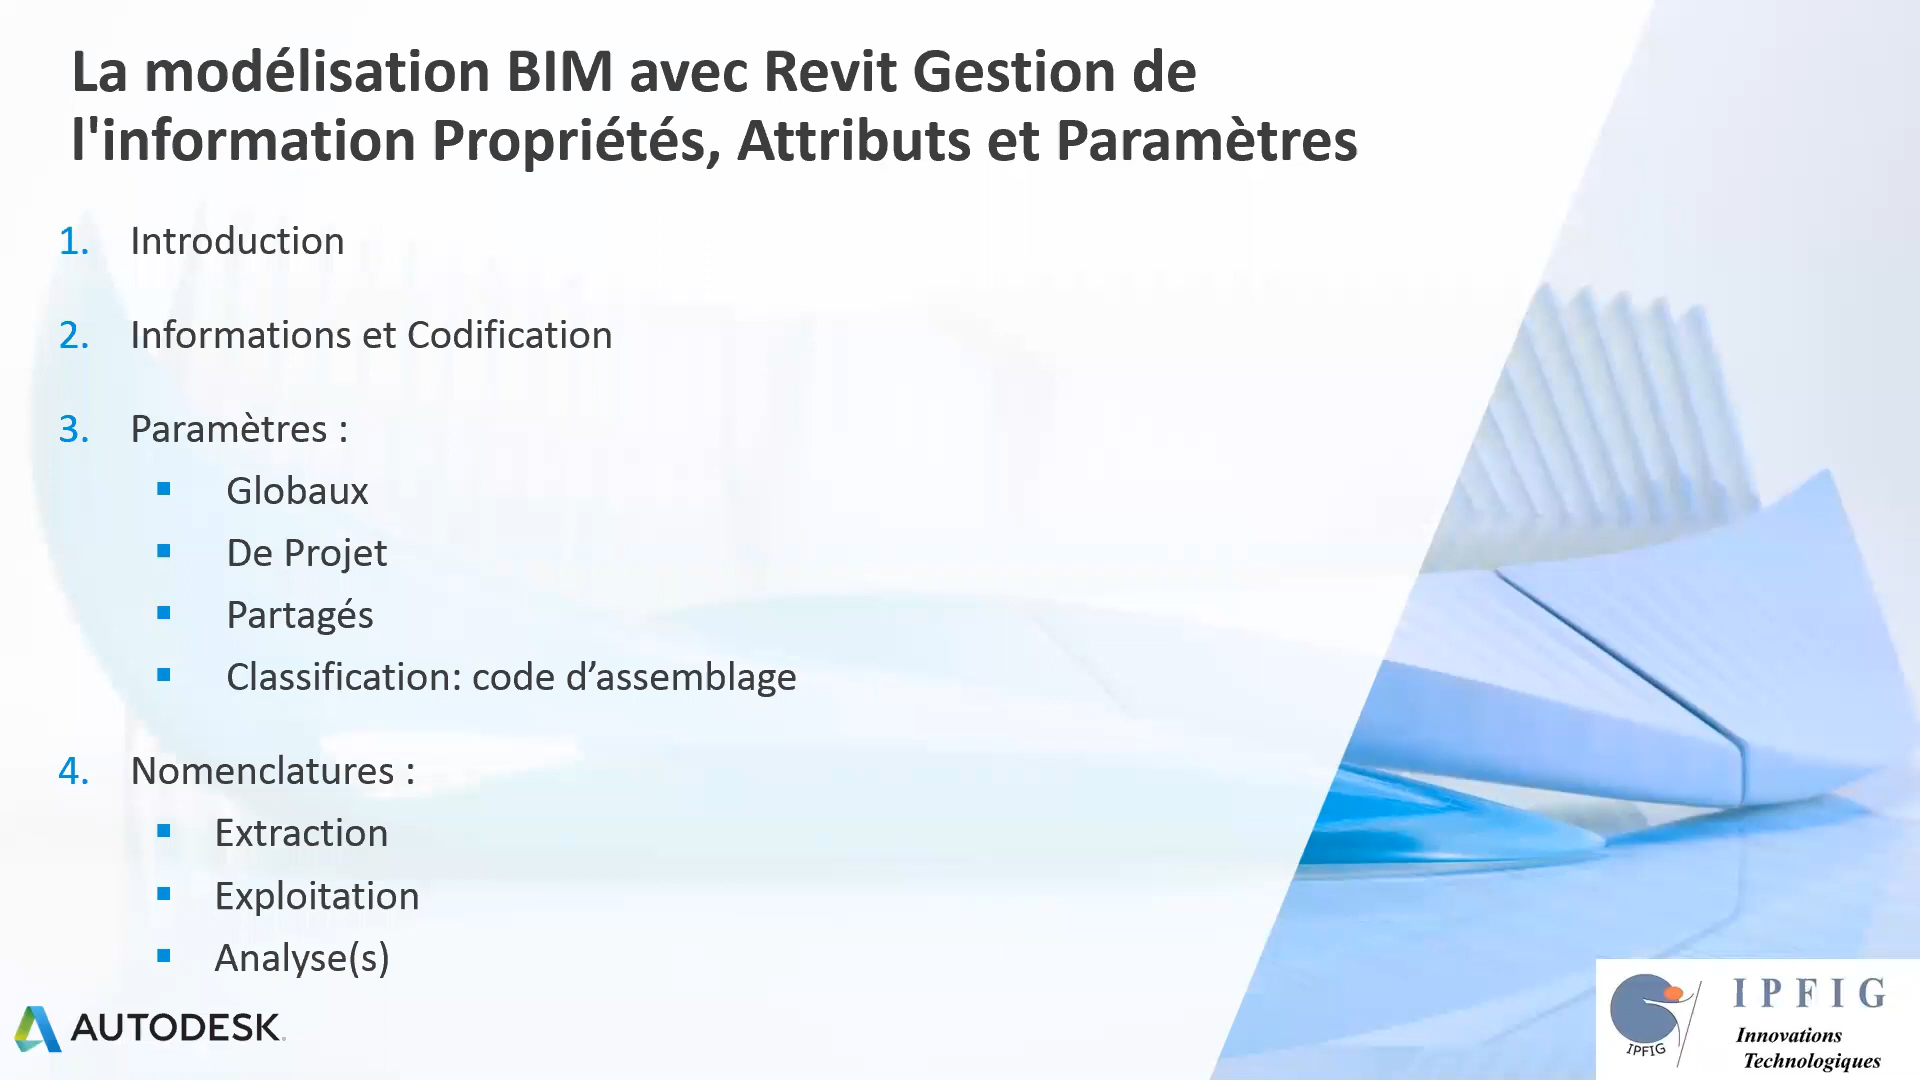 La modélisation BIM avec Revit Gestion de
l'information Propriétés, Attributs et Paramètres
1. Introduction
2. Informations et Codification
3. Paramètres :
▪ Globaux
▪ De Projet
▪ Partagés
▪ Classification: code d’assemblage
4. Nomenclatures :
▪ Extraction
▪ Exploitation
▪ Analyse(s)
AUTODESK.
IPFIG
IPFIG
Innovations
Technologiques